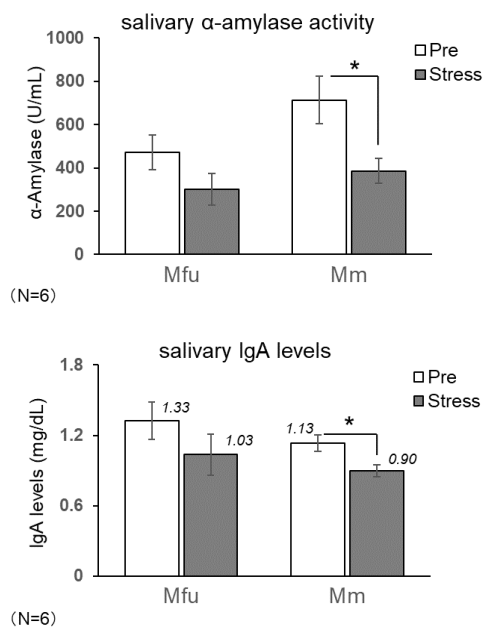 salivary α-amylase activity
α-Amylase (U/mL)
1000
800
600
400
200
0
Pre
Stress
*
Mfu
Mm
(N=6)
salivary IgA levels
IgA levels (mg/dL)
1.8
1.2
0.6
0
Pre
Stress
1.33
1.03
1.13
*
0.90
Mfu
Mm
(N=6)